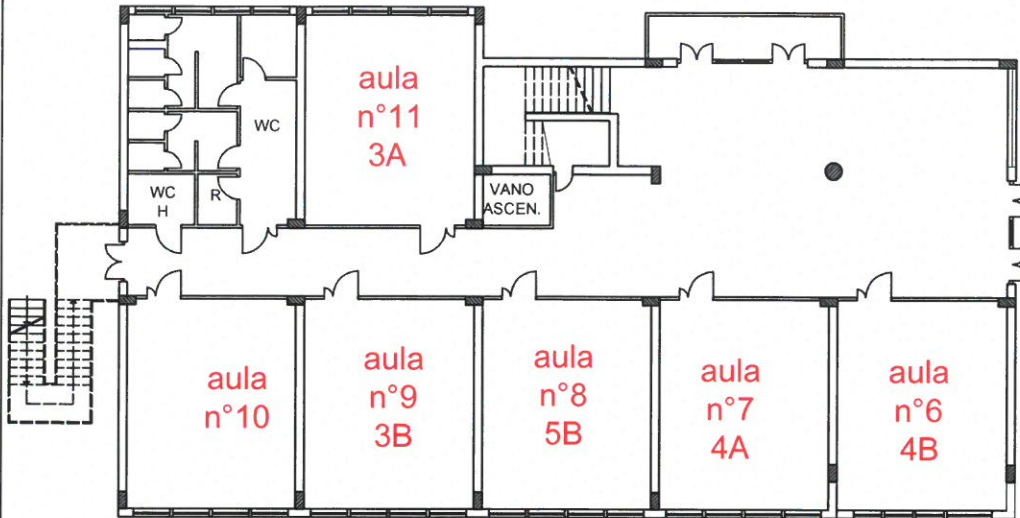 aula
n°11
3A
WC
WC
H
R
VANO
ASCEN.
aula
n°10
aula
n°9
3B
aula
n°8
5B
aula
n°7
4A
aula
n°6
4B